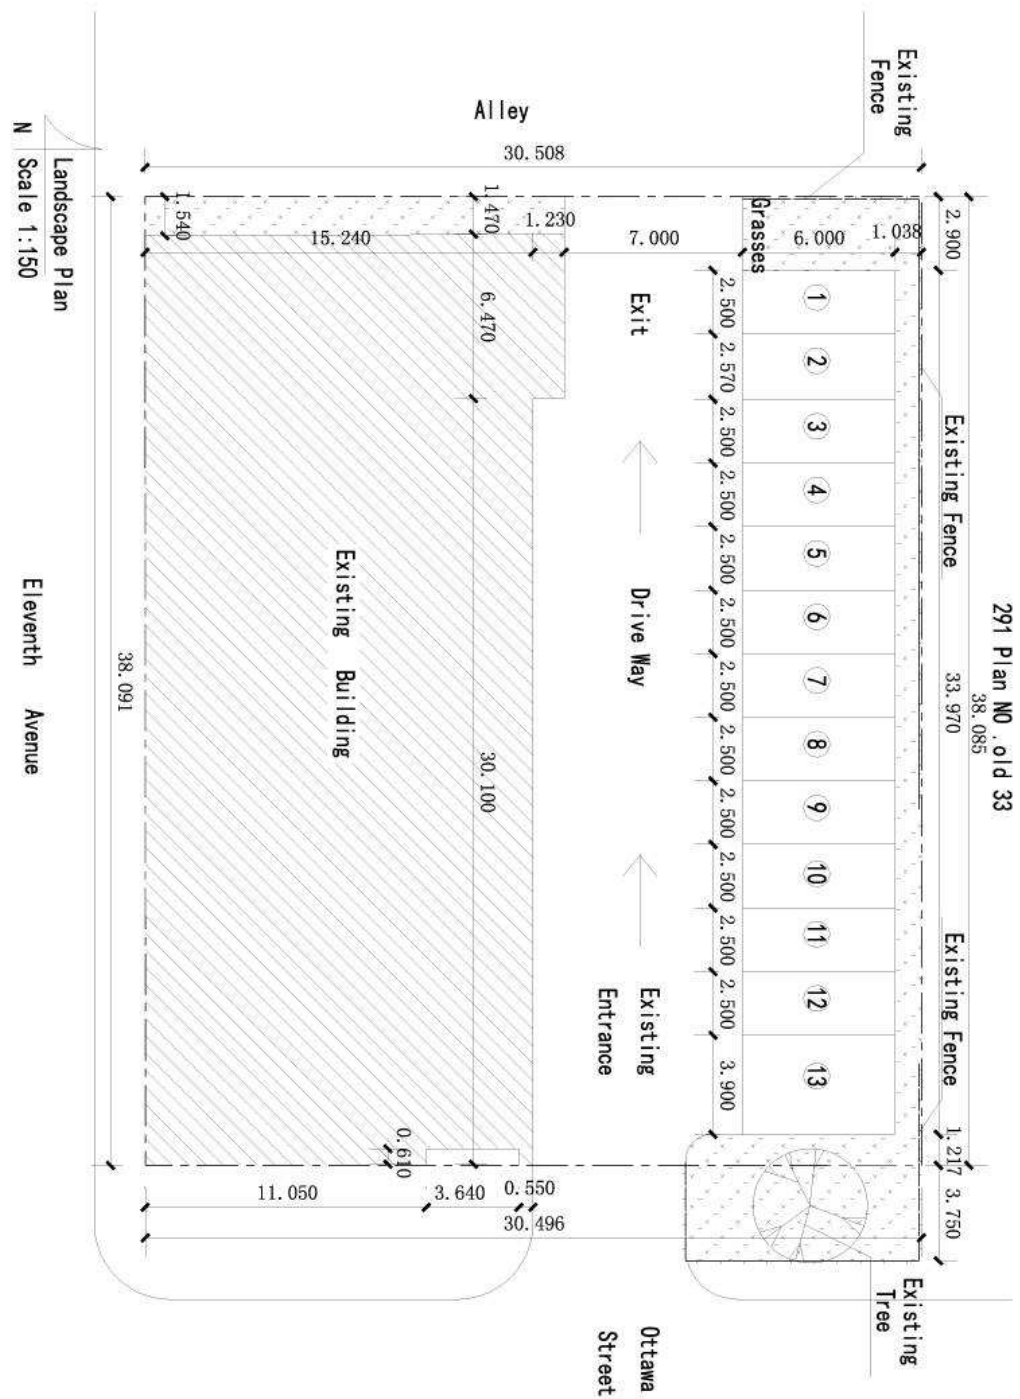 Existing
Fence
Alley
30.508
N
Landscape Plan
Scale 1:150
1.540
15.240
1.470
1.230
7.000
Grasses
6.000
1.038
2.900
6.470
Exit
2.500
2.570
2.500
2.500
2.500
2.500
2.500
2.500
2.500
2.500
2.500
2.500
3.900
1
2
3
4
5
6
7
8
9
10
11
12
13
Existing Fence
291 Plan NO .old 33
38.085
33.970
Drive Way
Existing Building
30.100
38.091
Eleventh Avenue
Existing
Entrance
Existing Fence
1.217
3.750
0.610
11.050
3.640
0.550
30.496
Existing
Tree
Ottawa
Street